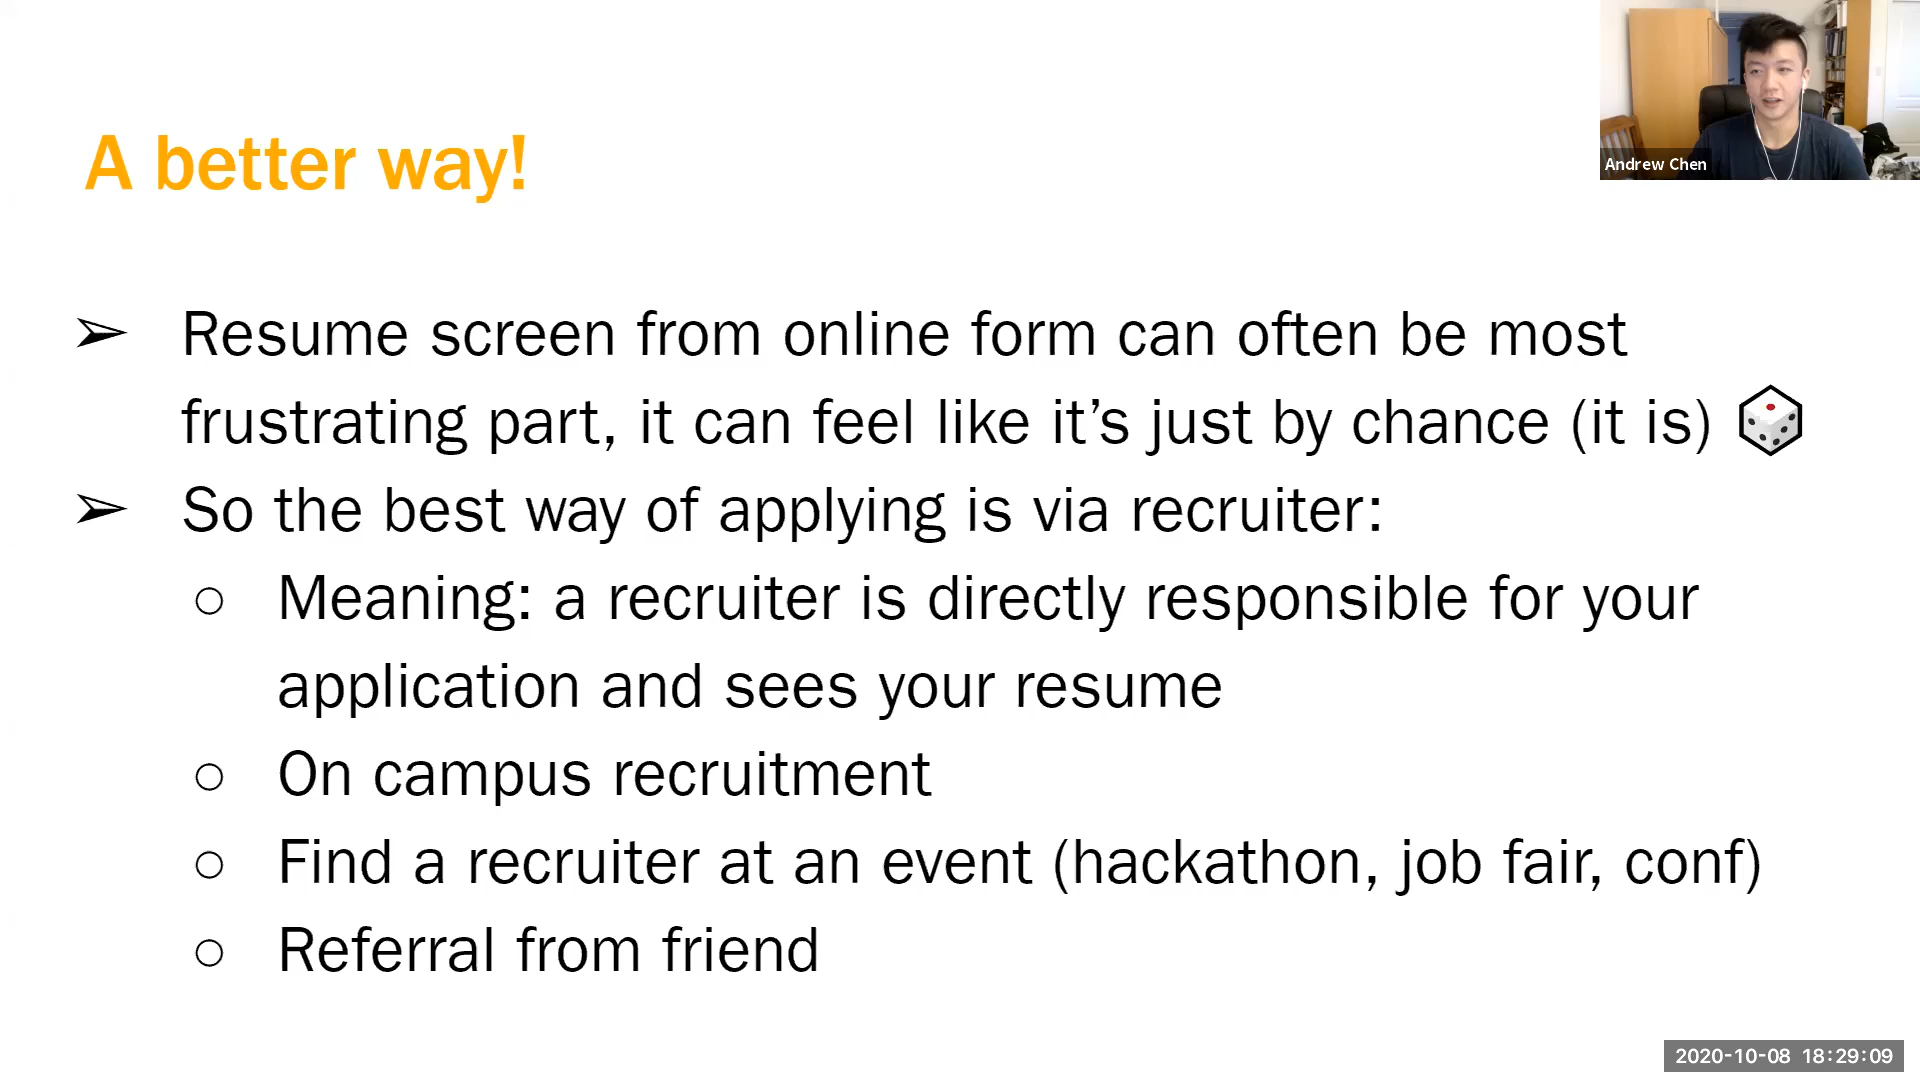 A better way!
Andrew Chen
➢ Resume screen from online form can often be most
frustrating part, it can feel like it’s just by chance (it is) 🎲
➢ So the best way of applying is via recruiter:
○ Meaning: a recruiter is directly responsible for your
application and sees your resume
○ On campus recruitment
○ Find a recruiter at an event (hackathon, job fair, conf)
○ Referral from friend
2020-10-08 18:29:09